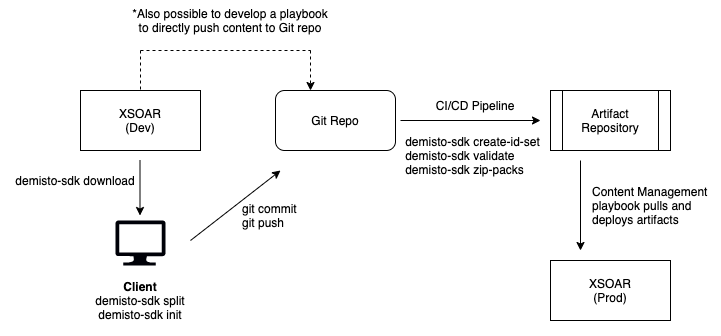 *Also possible to develop a playbook
to directly push content to Git repo
XSOAR
(Dev)
Git Repo
CI/CD Pipeline
Artifact
Repository
demisto-sdk create-id-set
demisto-sdk validate
demisto-sdk zip-packs
demisto-sdk download
git commit
git push
Content Management
playbook pulls and
deploys artifacts
Client
demisto-sdk split
demisto-sdk init
XSOAR
(Prod)